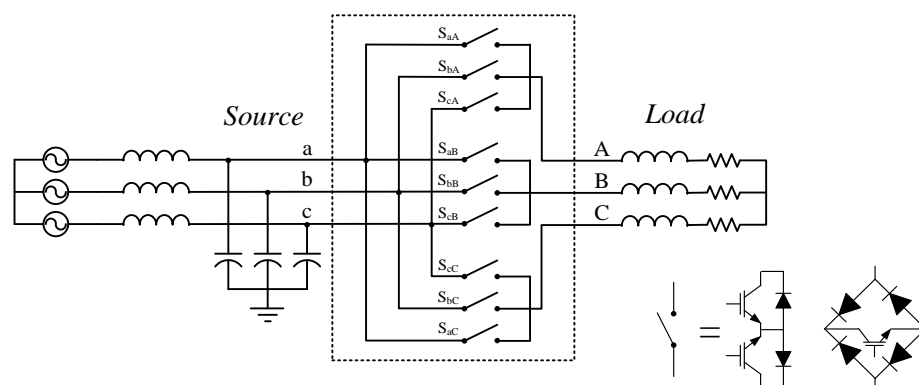 S_aA
S_bA
S_cA
Source
Load
a
S_aB
A
b
S_bB
B
c
S_cB
C
S_cC
S_bC
S_aC
=